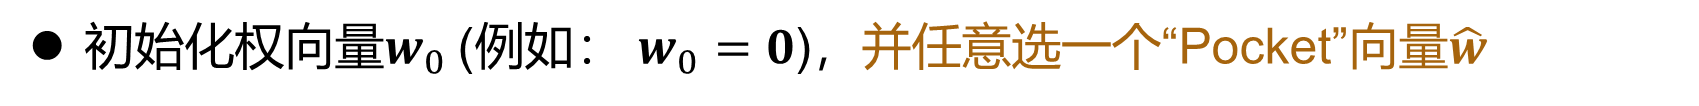 ● 初始化权向量𝒘₀ (例如： 𝒘₀ = 𝟎)，并任意选一个“Pocket”向量𝒘̂